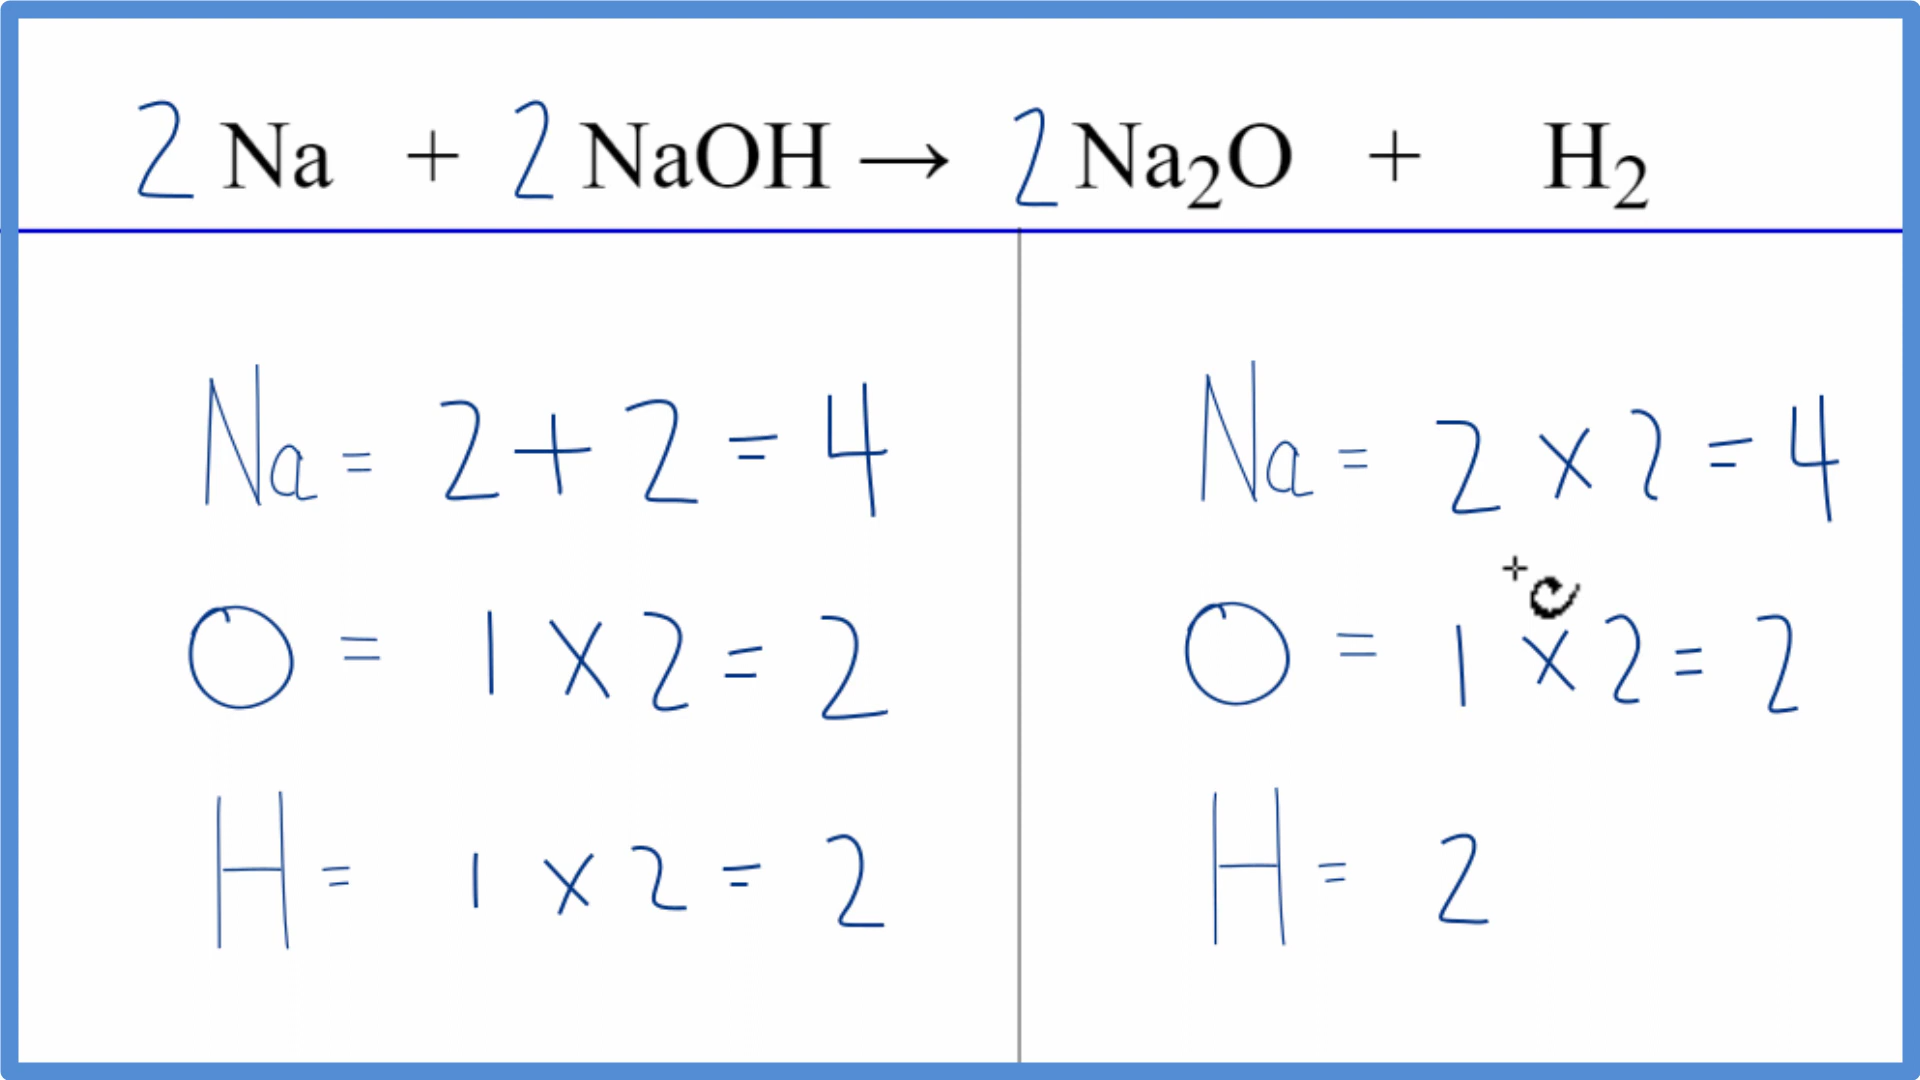 2 Na + 2 NaOH → 2 Na₂O + H₂
Na = 2 + 2 = 4
O = 1 x 2 = 2
H = 1 x 2 = 2
Na = 2 x 2 = 4
O = 1 x 2 = 2
H = 2